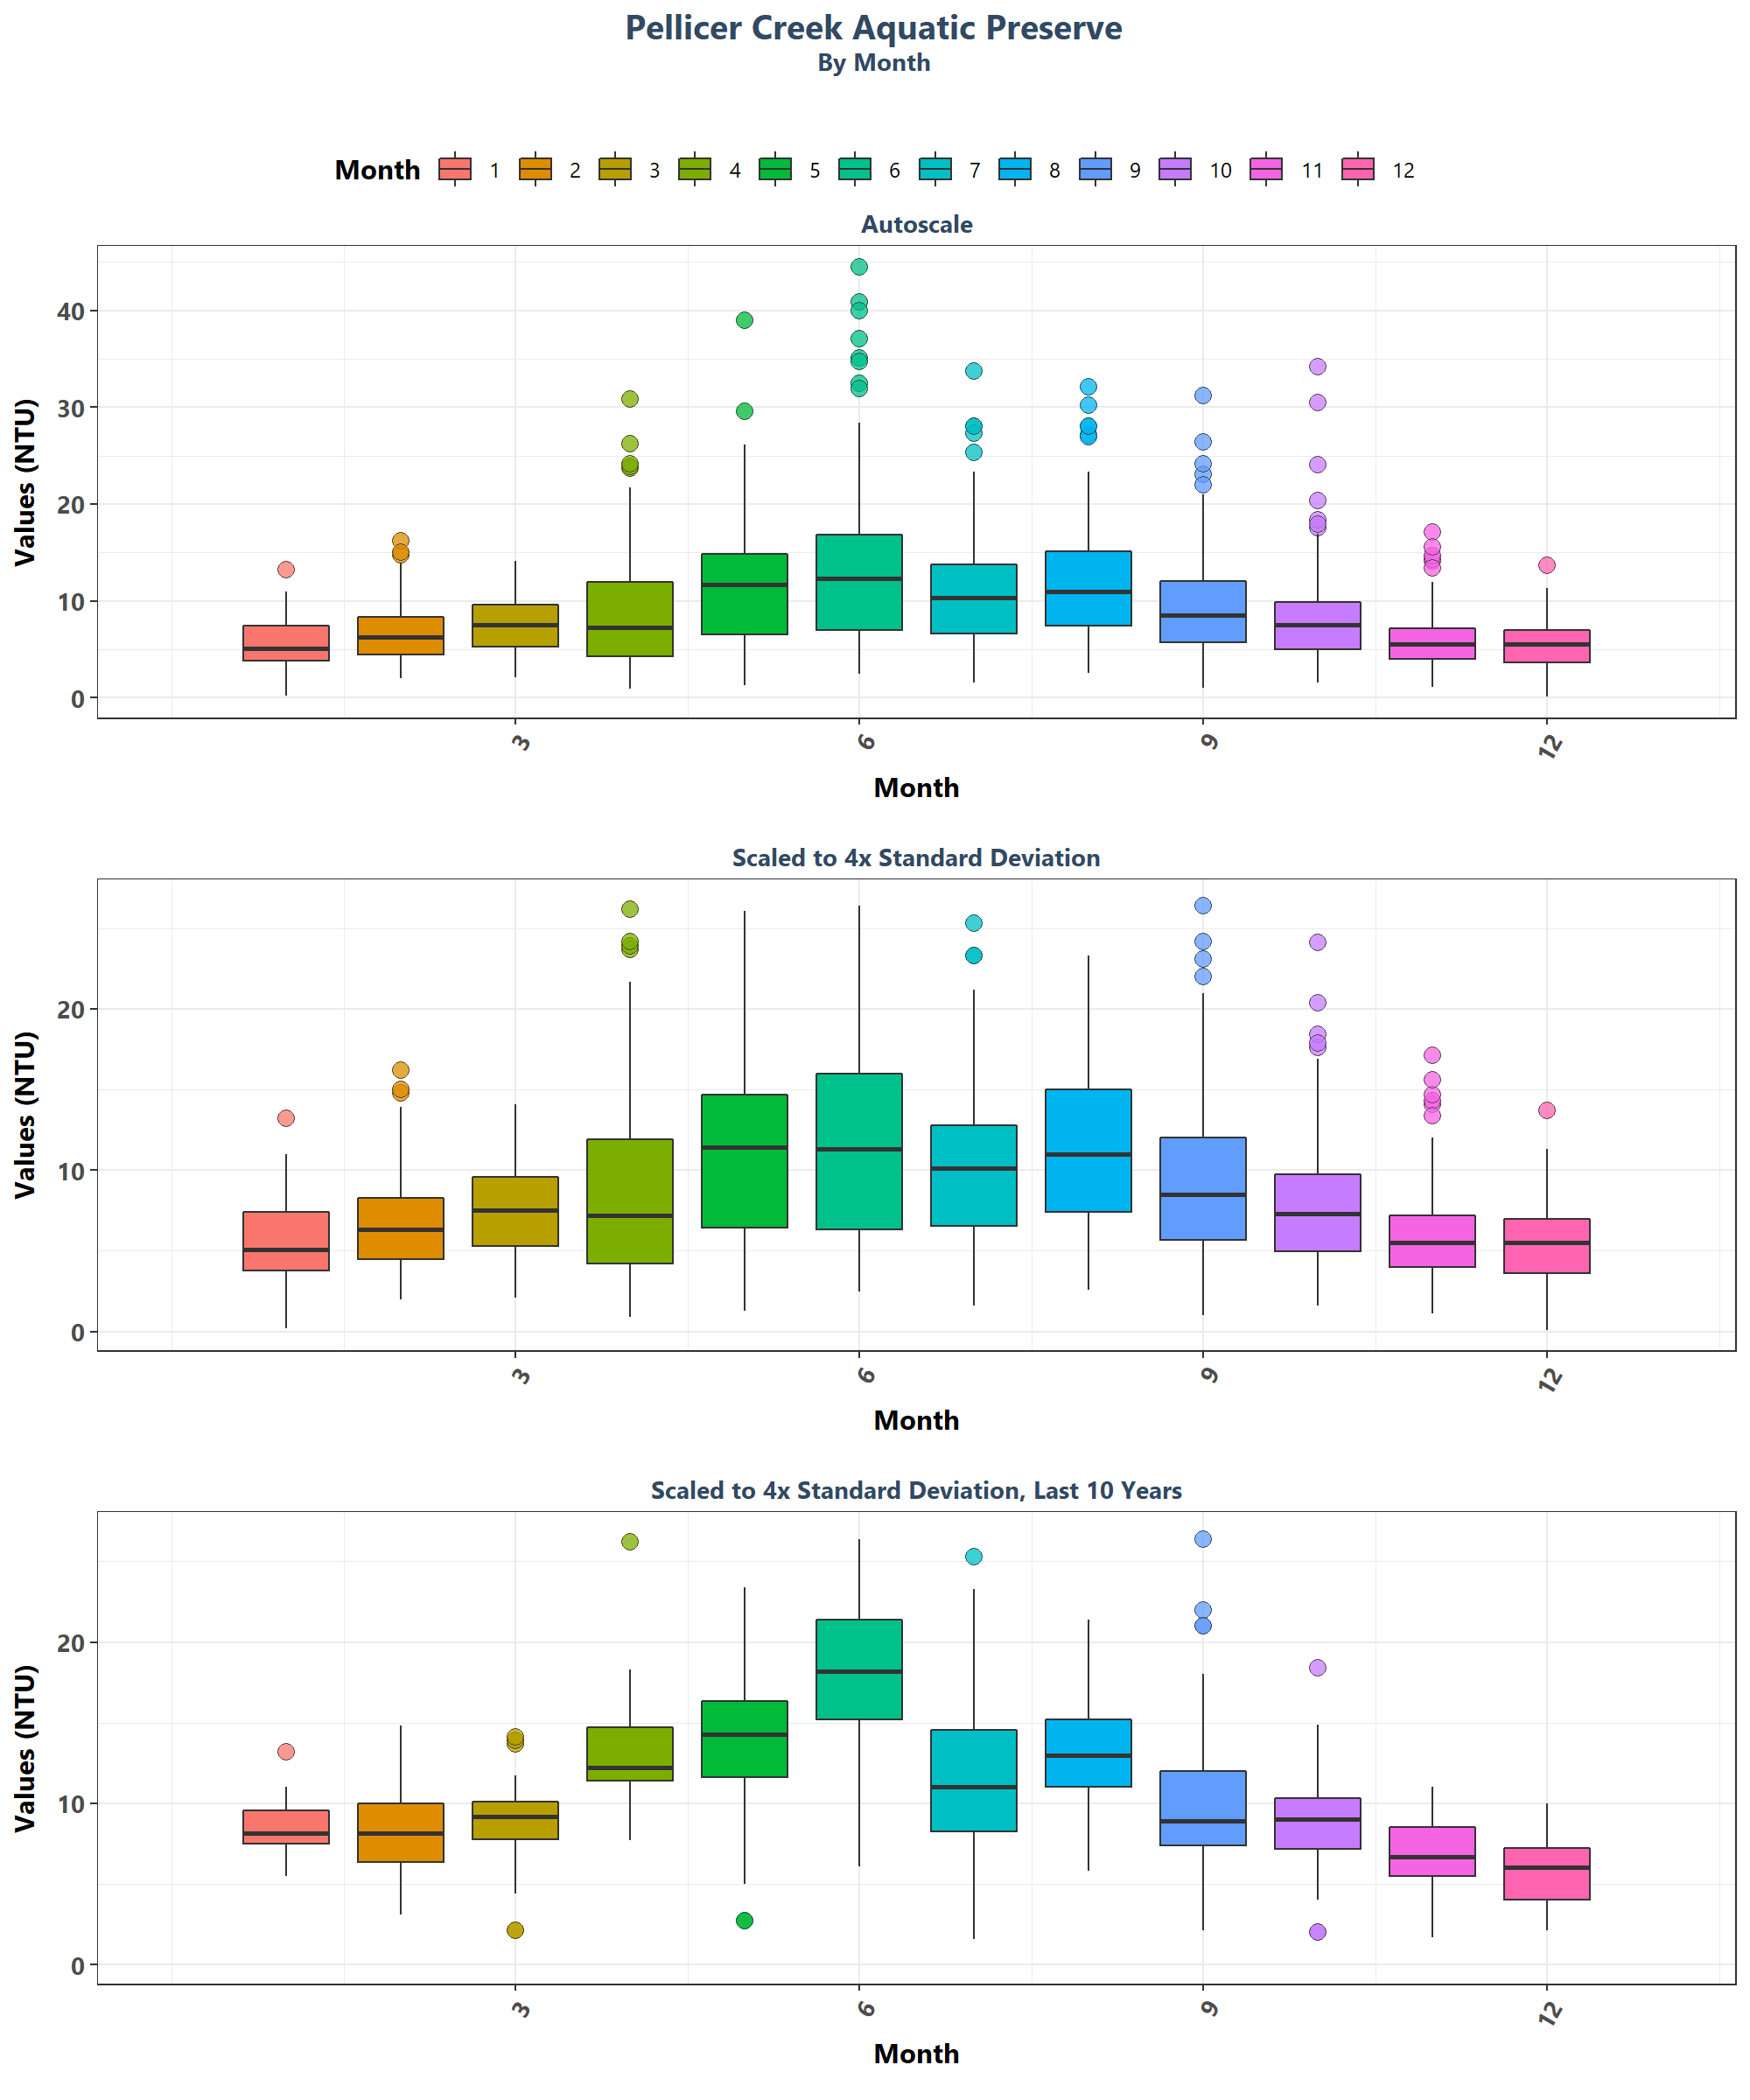 Pellicer Creek Aquatic Preserve
By Month
Month 1 2 3 4 5 6 7 8 9 10 11 12
Autoscale
Values (NTU)
40
30
20
10
0
3 6 9 12
Month
Scaled to 4x Standard Deviation
Values (NTU)
20
10
0
3 6 9 12
Month
Scaled to 4x Standard Deviation, Last 10 Years
Values (NTU)
20
10
0
3 6 9 12
Month